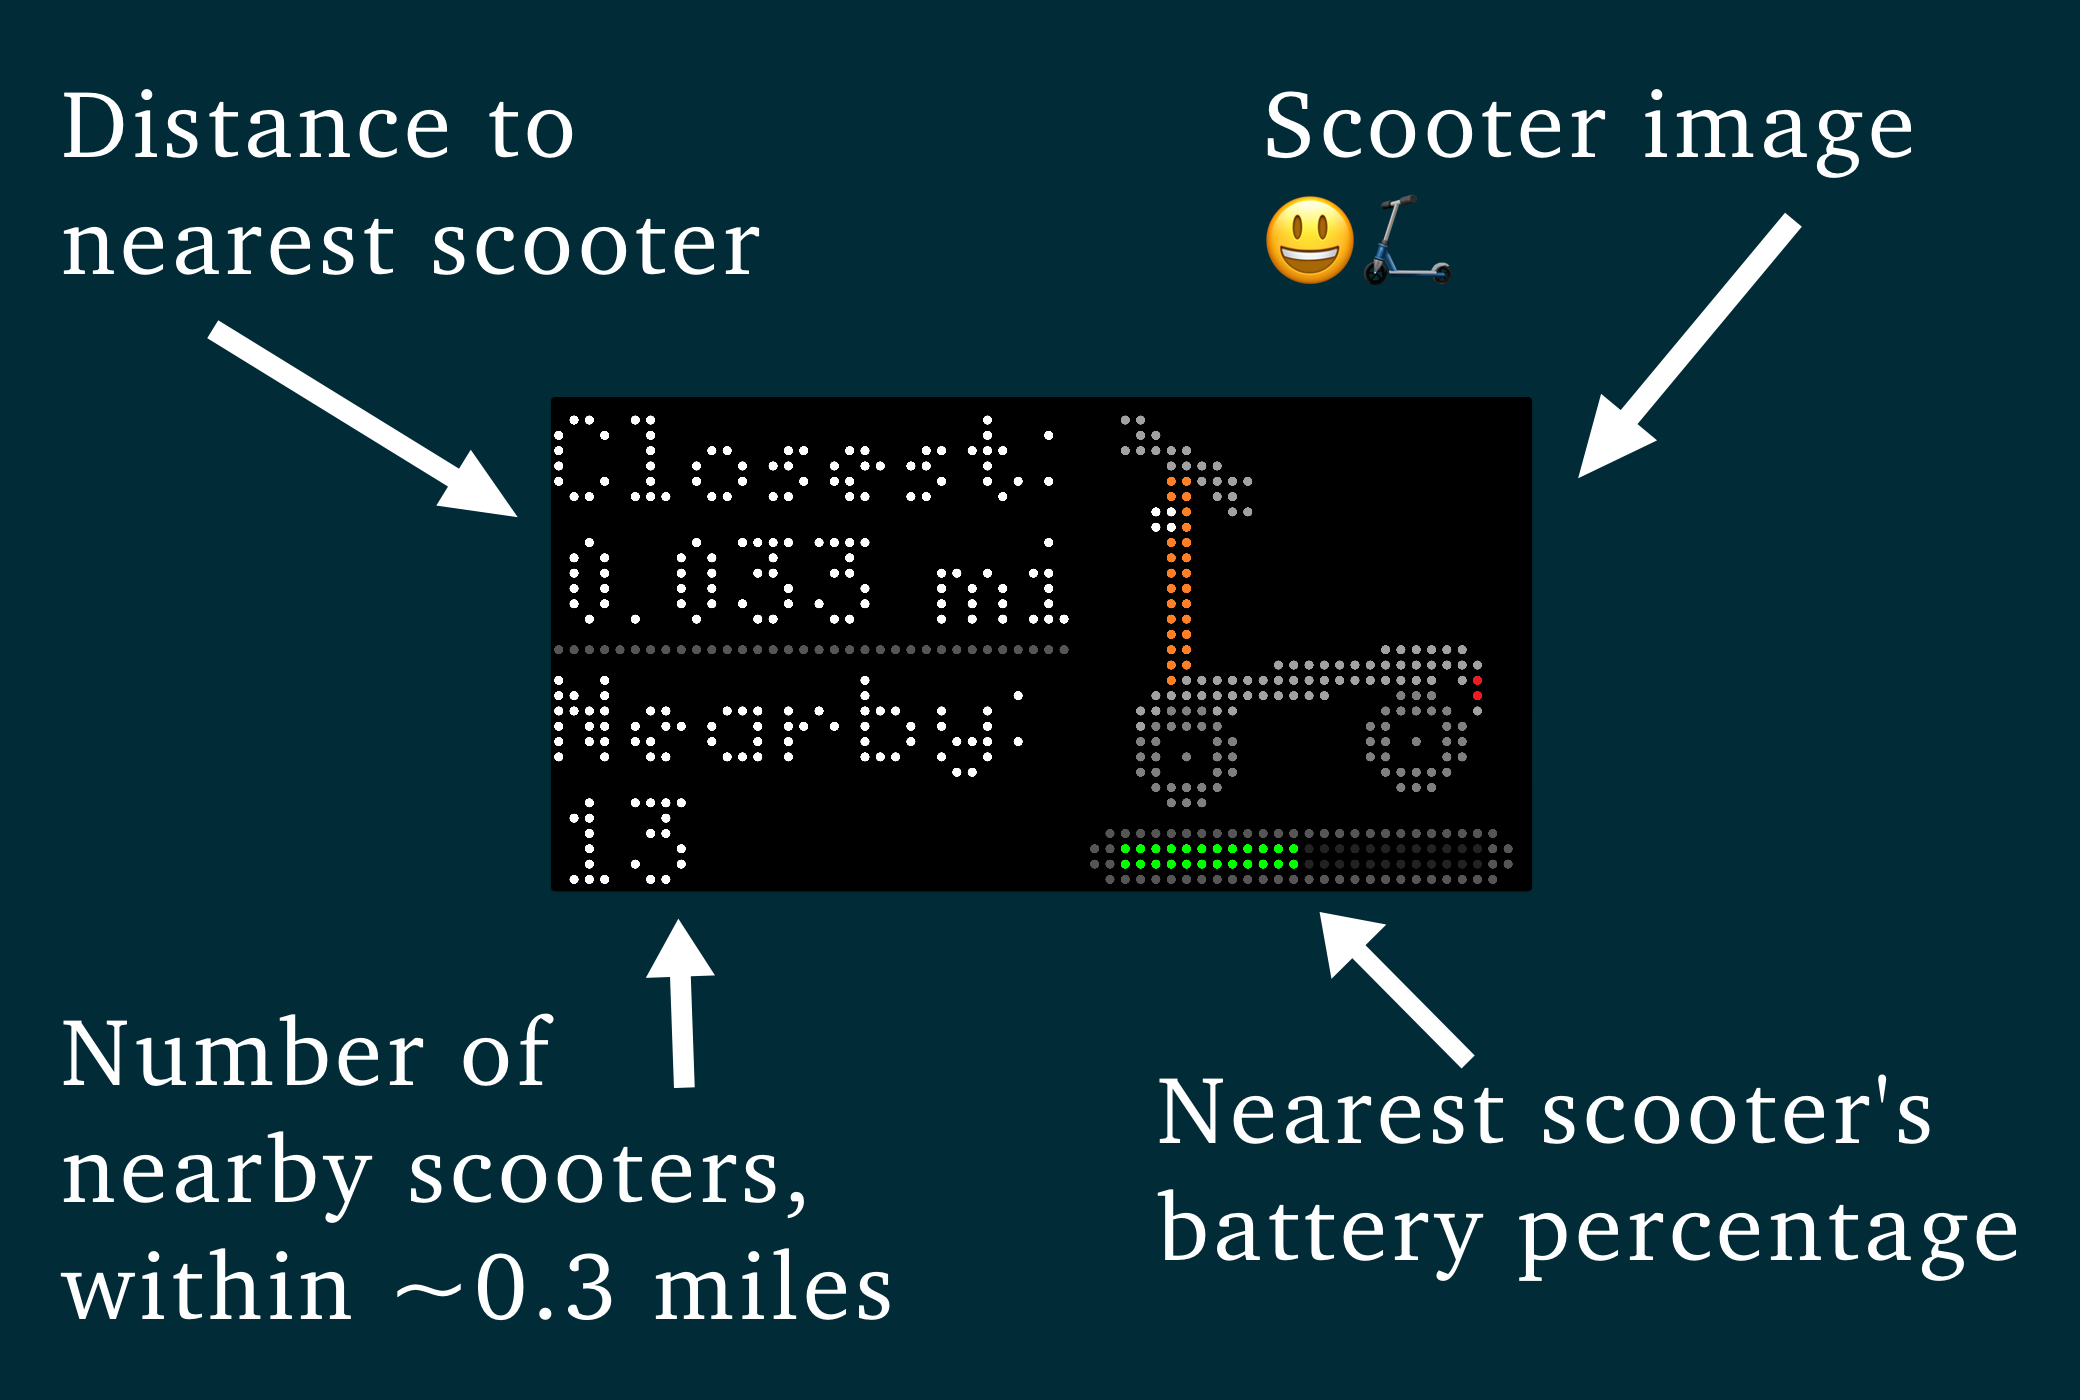 Distance to
nearest scooter
Scooter image
😃🛴
Closest:
0.033 mi
Nearby:
13
Number of
nearby scooters,
within ~0.3 miles
Nearest scooter's
battery percentage